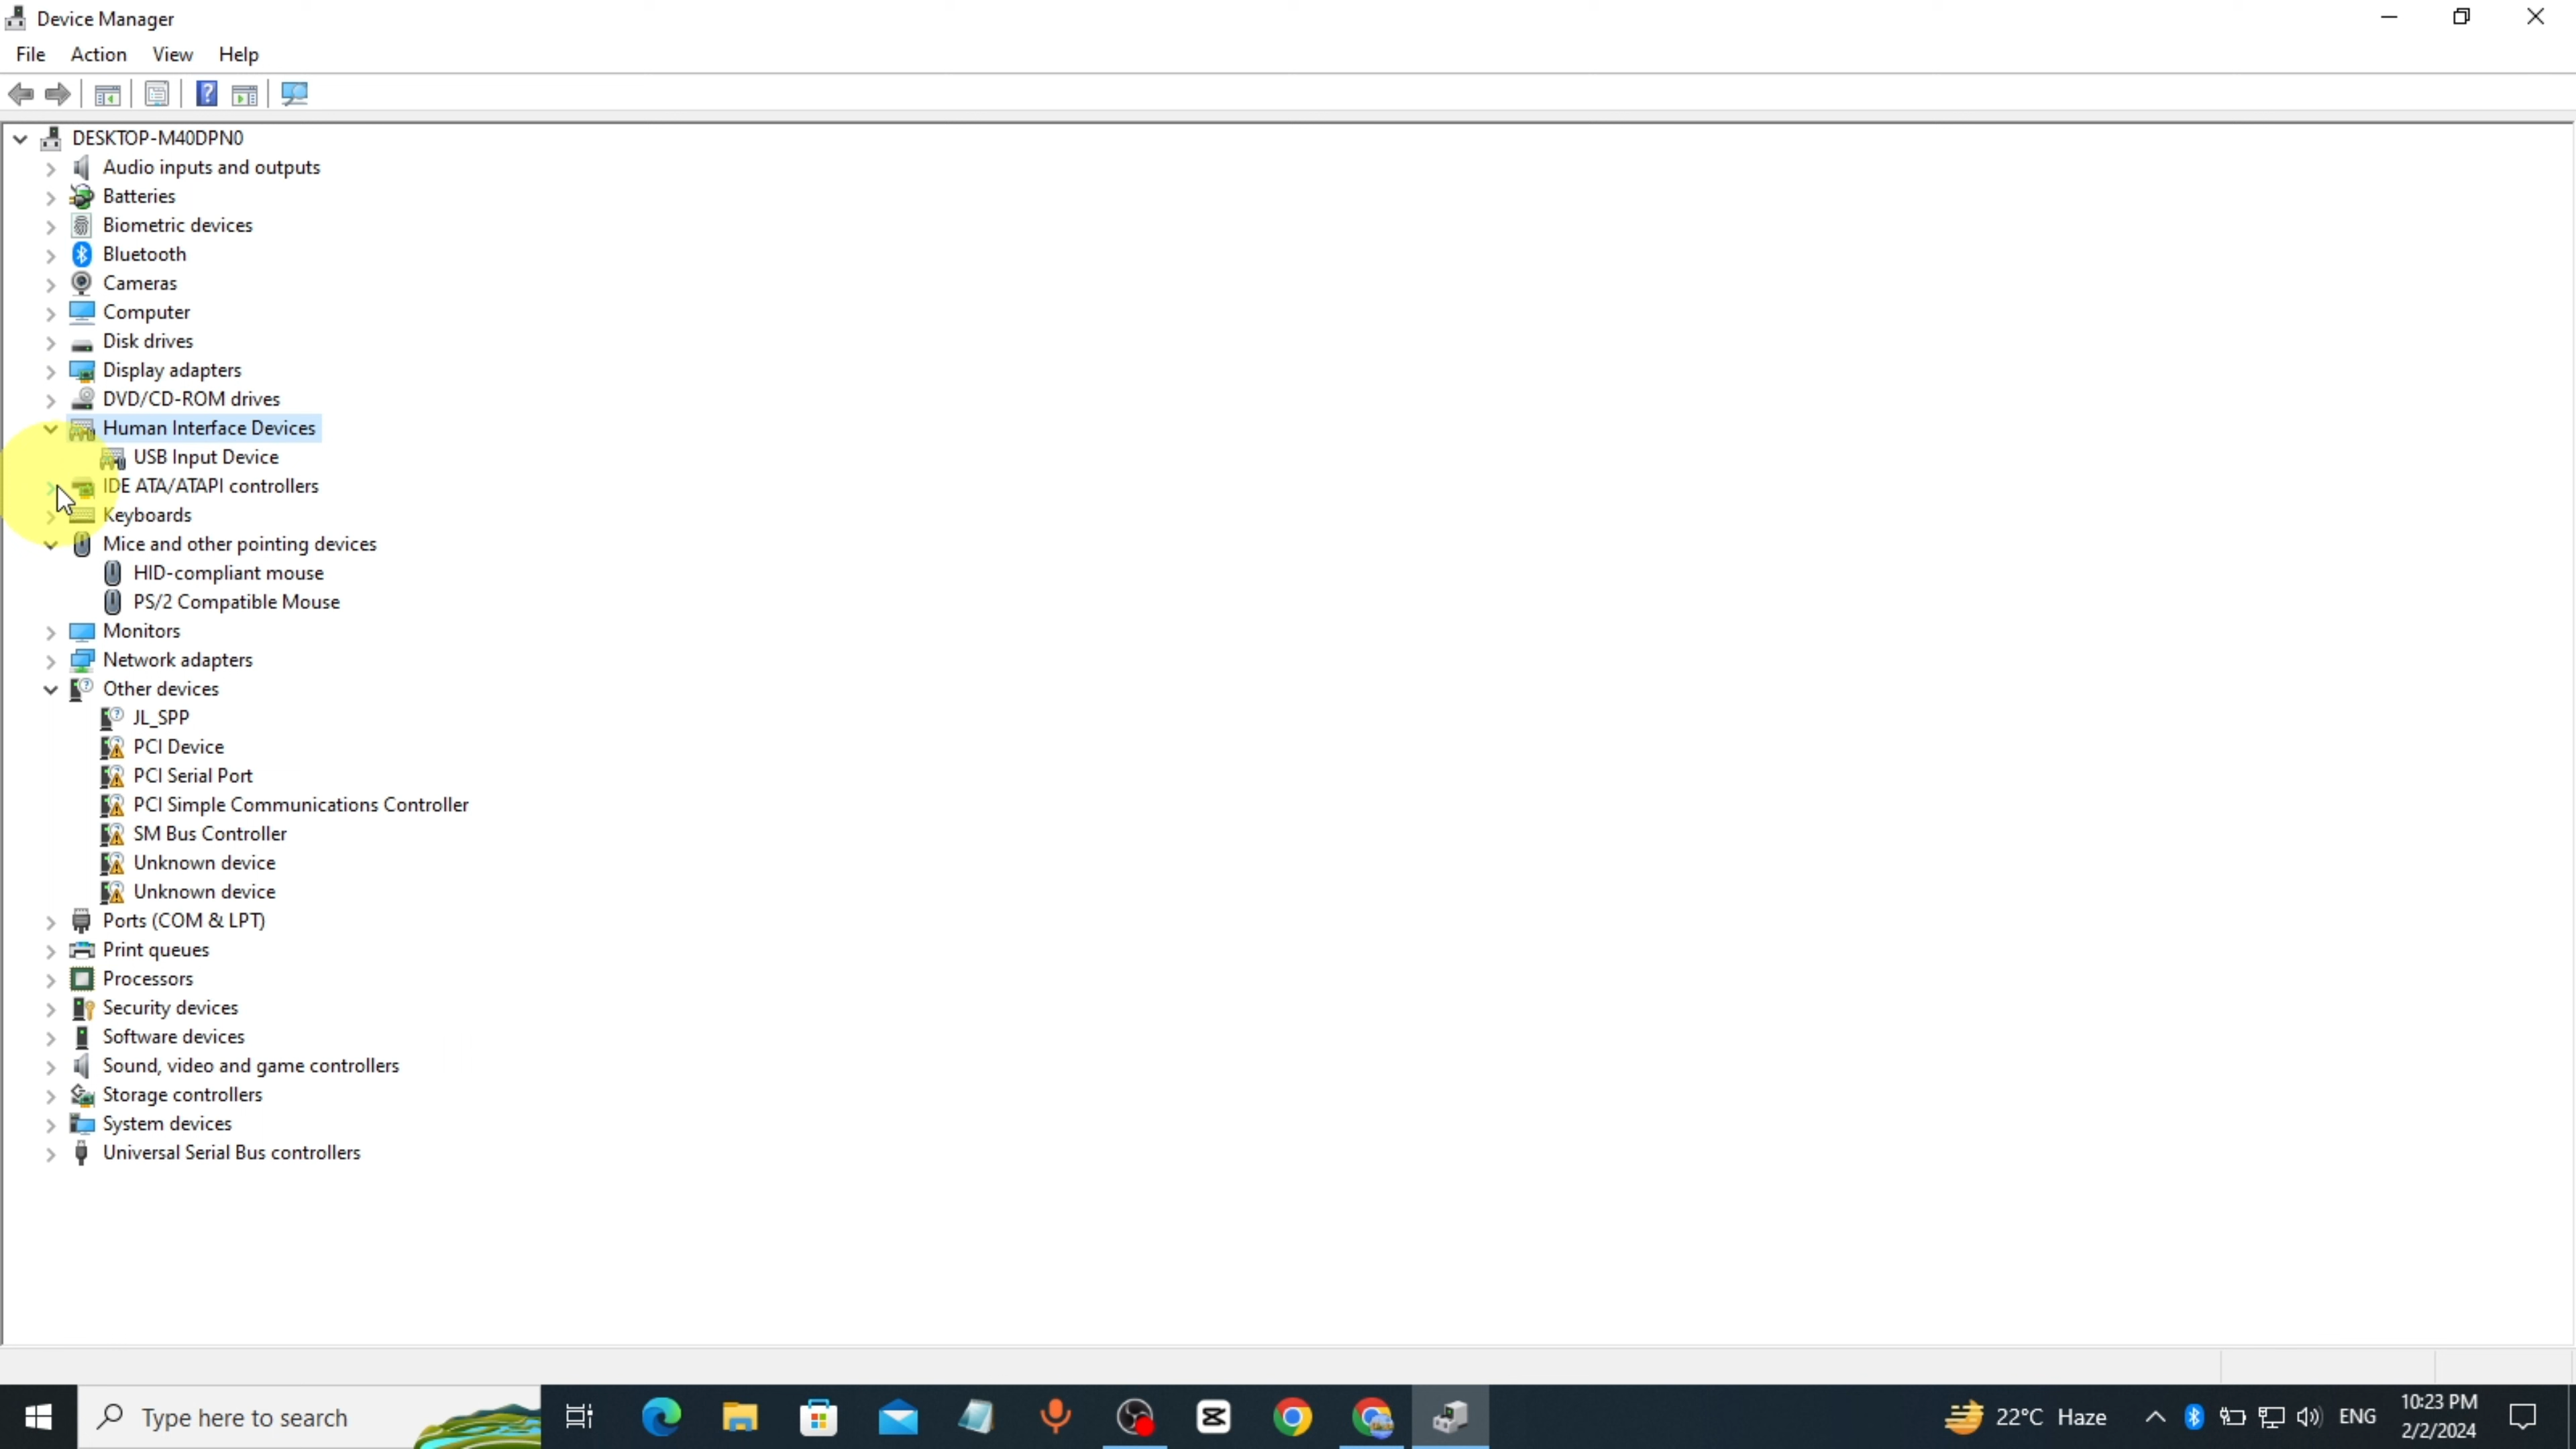 Device Manager
File Action View Help
DESKTOP-M40DPN0
Audio inputs and outputs
Batteries
Biometric devices
Bluetooth
Cameras
Computer
Disk drives
Display adapters
DVD/CD-ROM drives
Human Interface Devices
USB Input Device
IDE ATA/ATAPI controllers
Keyboards
Mice and other pointing devices
HID-compliant mouse
PS/2 Compatible Mouse
Monitors
Network adapters
Other devices
JL_SPP
PCI Device
PCI Serial Port
PCI Simple Communications Controller
SM Bus Controller
Unknown device
Unknown device
Ports (COM & LPT)
Print queues
Processors
Security devices
Software devices
Sound, video and game controllers
Storage controllers
System devices
Universal Serial Bus controllers
Type here to search
22°C Haze
ENG
10:23 PM
2/2/2024